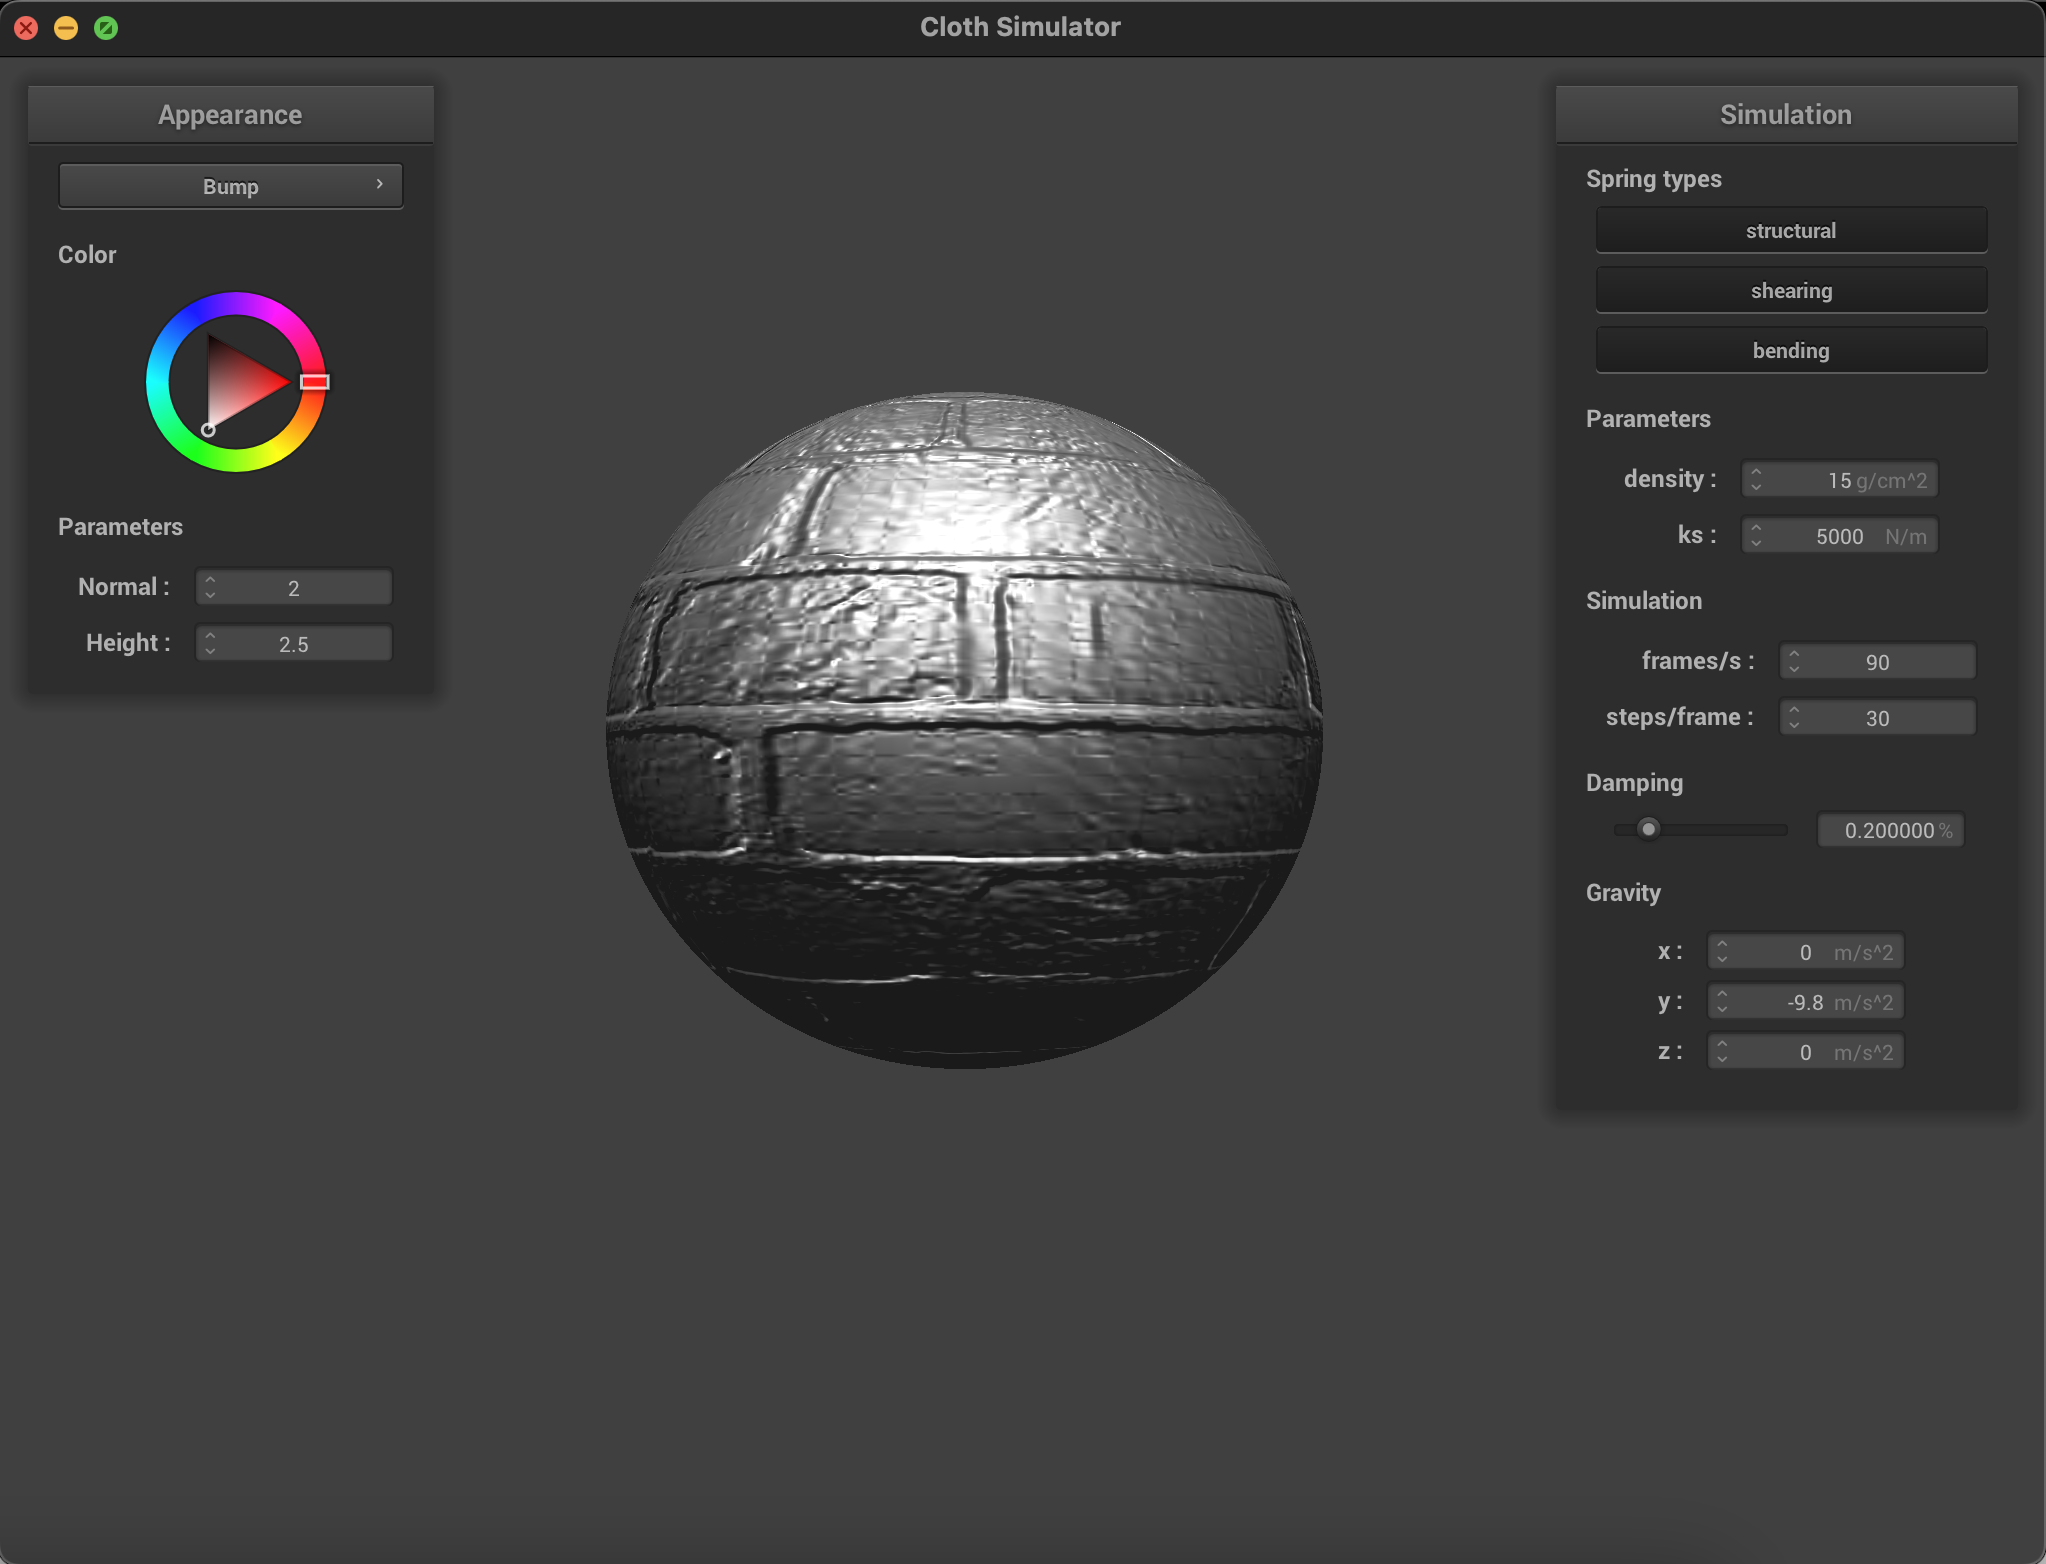 Cloth Simulator
Appearance
Bump
Color
Parameters
Normal : 2
Height : 2.5
Simulation
Spring types
structural
shearing
bending
Parameters
density : 15 g/cm^2
ks : 5000 N/m
Simulation
frames/s : 90
steps/frame : 30
Damping
0.200000 %
Gravity
x : 0 m/s^2
y : -9.8 m/s^2
z : 0 m/s^2